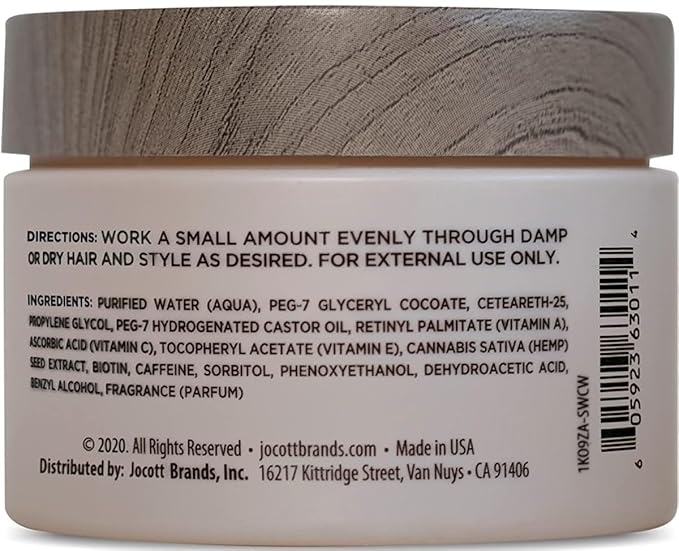 DIRECTIONS: WORK A SMALL AMOUNT EVENLY THROUGH DAMP
OR DRY HAIR AND STYLE AS DESIRED. FOR EXTERNAL USE ONLY.
INGREDIENTS: PURIFIED WATER (AQUA), PEG-7 GLYCERYL COCOATE, CETEARETH-25,
PROPYLENE GLYCOL, PEG-7 HYDROGENATED CASTOR OIL, RETINYL PALMITATE (VITAMIN A),
ASCORBIC ACID (VITAMIN C), TOCOPHERYL ACETATE (VITAMIN E), CANNABIS SATIVA (HEMP)
SEED EXTRACT, BIOTIN, CAFFEINE, SORBITOL, PHENOXYETHANOL, DEHYDROACETIC ACID,
BENZYL ALCOHOL, FRAGRANCE (PARFUM)
© 2020. All Rights Reserved • jocottbrands.com • Made in USA
Distributed by: Jocott Brands, Inc. 16217 Kittridge Street, Van Nuys • CA 91406
1K09ZA-SWCW
6 05923 63011 4